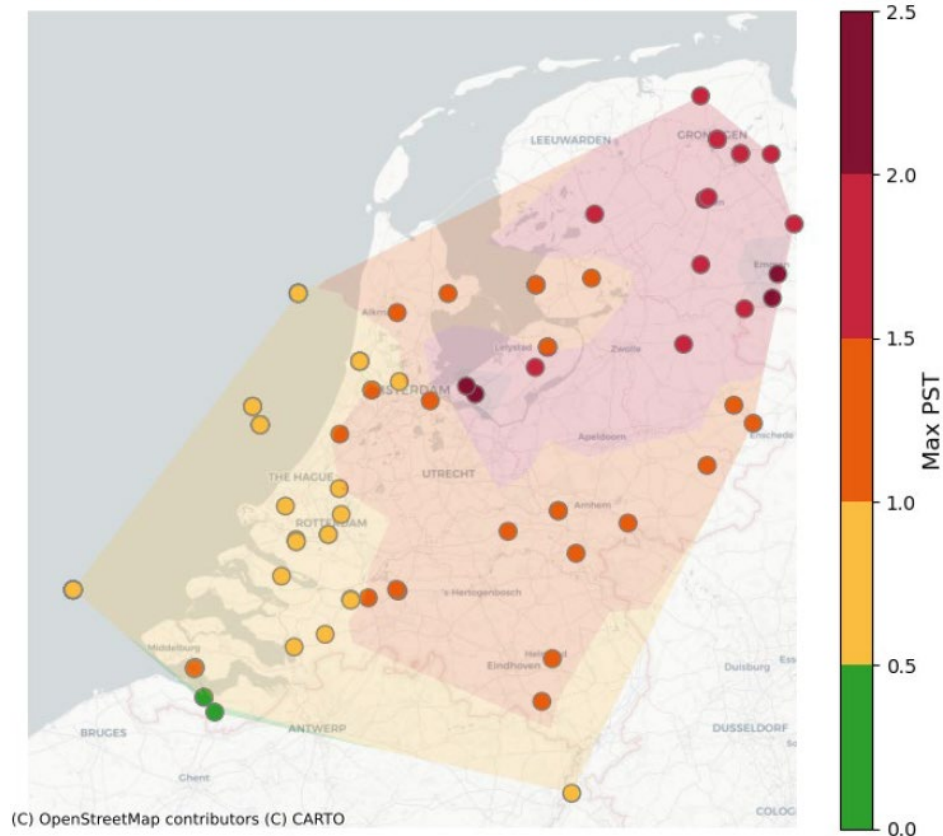 LEEUWARDEN
GRONINGEN
Emmen
Alkmaar
Lelystad
Zwolle
AMSTERDAM
Apeldoorn
Enschede
UTRECHT
THE HAGUE
Arnhem
ROTTERDAM
's-Hertogenbosch
Middelburg
Helmond
Eindhoven
Duisburg
BRUGES
ANTWERP
DUSSELDORF
Ghent
(C) OpenStreetMap contributors (C) CARTO
2.5
2.0
1.5
1.0
0.5
0.0
Max PST